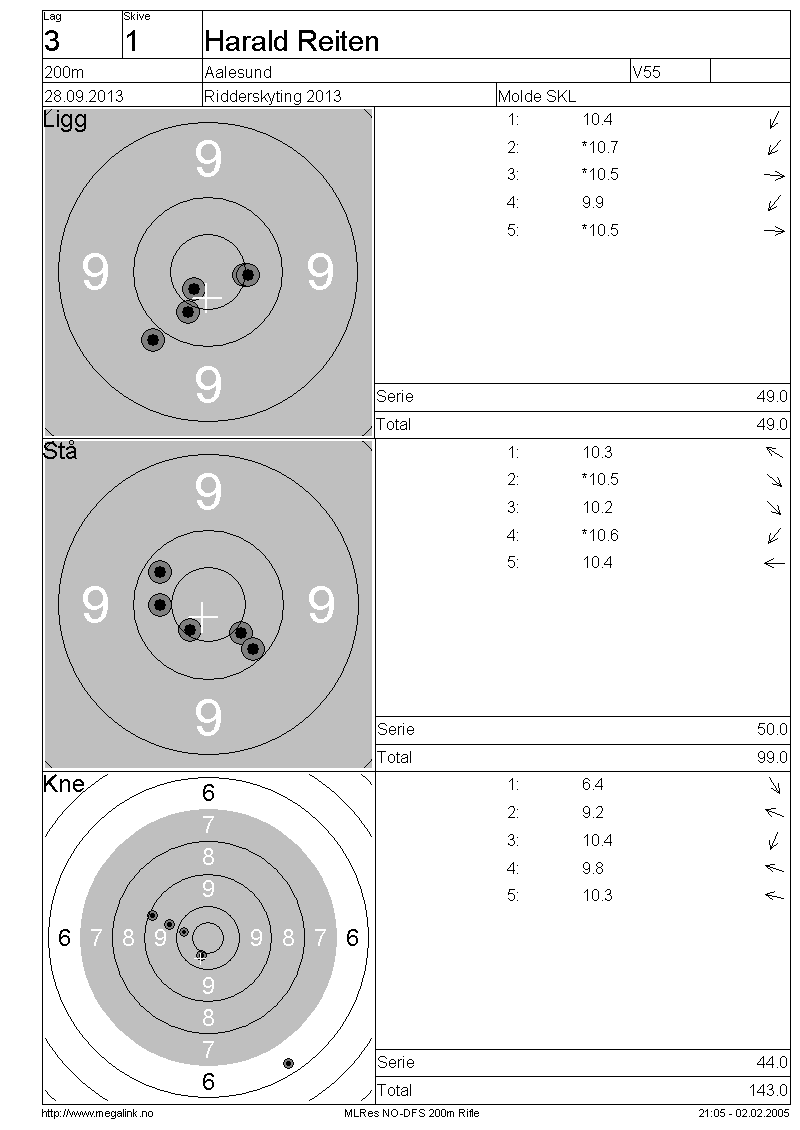 Lag Skive
3 1 Harald Reiten
200m Aalesund V55
28.09.2013 Ridderskyting 2013 Molde SKL
Ligg
9
9 9
9
1: 10.4
2: *10.7
3: *10.5
4: 9.9
5: *10.5
Serie 49.0
Total 49.0
Stå
9
9 9
9
1: 10.3
2: *10.5
3: 10.2
4: *10.6
5: 10.4
Serie 50.0
Total 99.0
Kne
6
7
8
9
6 7 8 9 9 8 7 6
9
8
7
6
1: 6.4
2: 9.2
3: 10.4
4: 9.8
5: 10.3
Serie 44.0
Total 143.0
http://www.megalink.no MLRes NO-DFS 200m Rifle 21:05 - 02.02.2005